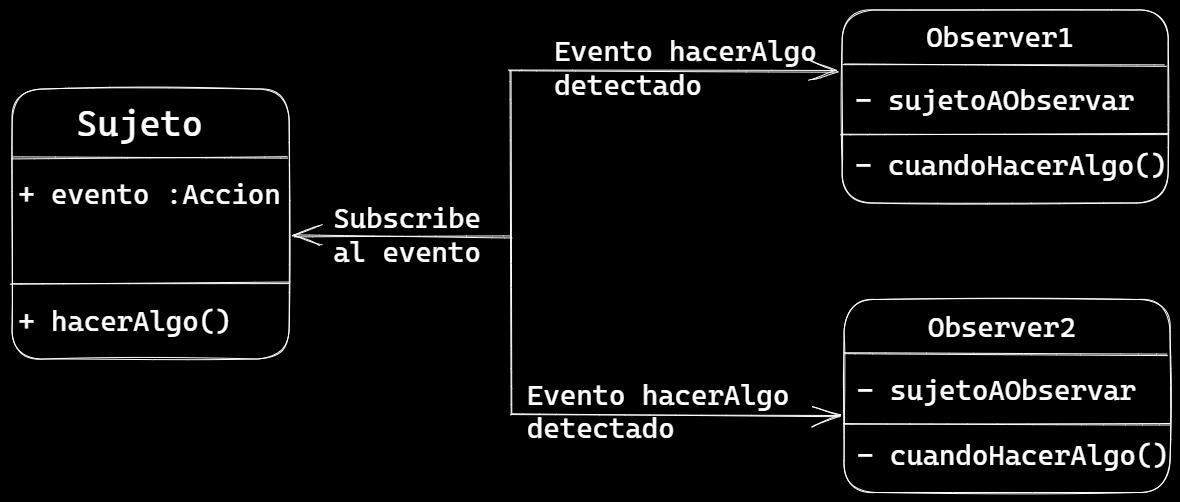 Sujeto
+ evento :Accion
+ hacerAlgo()
Subscribe
al evento
Evento hacerAlgo
detectado
Observer1
- sujetoAObservar
- cuandoHacerAlgo()
Evento hacerAlgo
detectado
Observer2
- sujetoAObservar
- cuandoHacerAlgo()